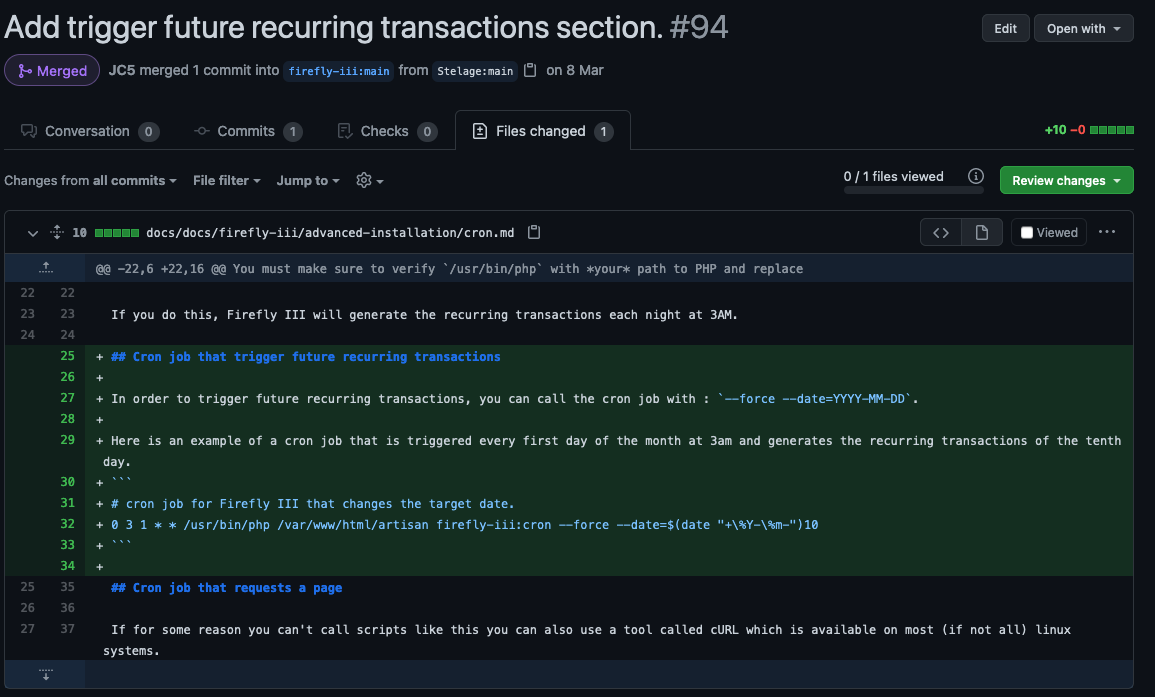 Add trigger future recurring transactions section. #94
Edit
Open with
Merged
JC5 merged 1 commit into firefly-iii:main from Stelage:main on 8 Mar
Conversation 0
Commits 1
Checks 0
Files changed 1
+10 −0
Changes from all commits
File filter
Jump to
0 / 1 files viewed
Review changes
10 docs/docs/firefly-iii/advanced-installation/cron.md
Viewed
@@ -22,6 +22,16 @@ You must make sure to verify `/usr/bin/php` with *your* path to PHP and replace
22 22
23 23 If you do this, Firefly III will generate the recurring transactions each night at 3AM.
24 24
25 + ## Cron job that trigger future recurring transactions
26 +
27 + In order to trigger future recurring transactions, you can call the cron job with : `--force --date=YYYY-MM-DD`.
28 +
29 + Here is an example of a cron job that is triggered every first day of the month at 3am and generates the recurring transactions of the tenth
day.
30 + ```
31 + # cron job for Firefly III that changes the target date.
32 + 0 3 1 * * /usr/bin/php /var/www/html/artisan firefly-iii:cron --force --date=$(date "+\%Y-\%m-")10
33 + ```
34 +
25 35 ## Cron job that requests a page
26 36
27 37 If for some reason you can't call scripts like this you can also use a tool called cURL which is available on most (if not all) linux
systems.